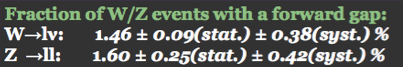 Fraction of W/Z events with a forward gap:
W→lν: 1.46 ± 0.09(stat.) ± 0.38(syst.) %
Z →ll: 1.60 ± 0.25(stat.) ± 0.42(syst.) %